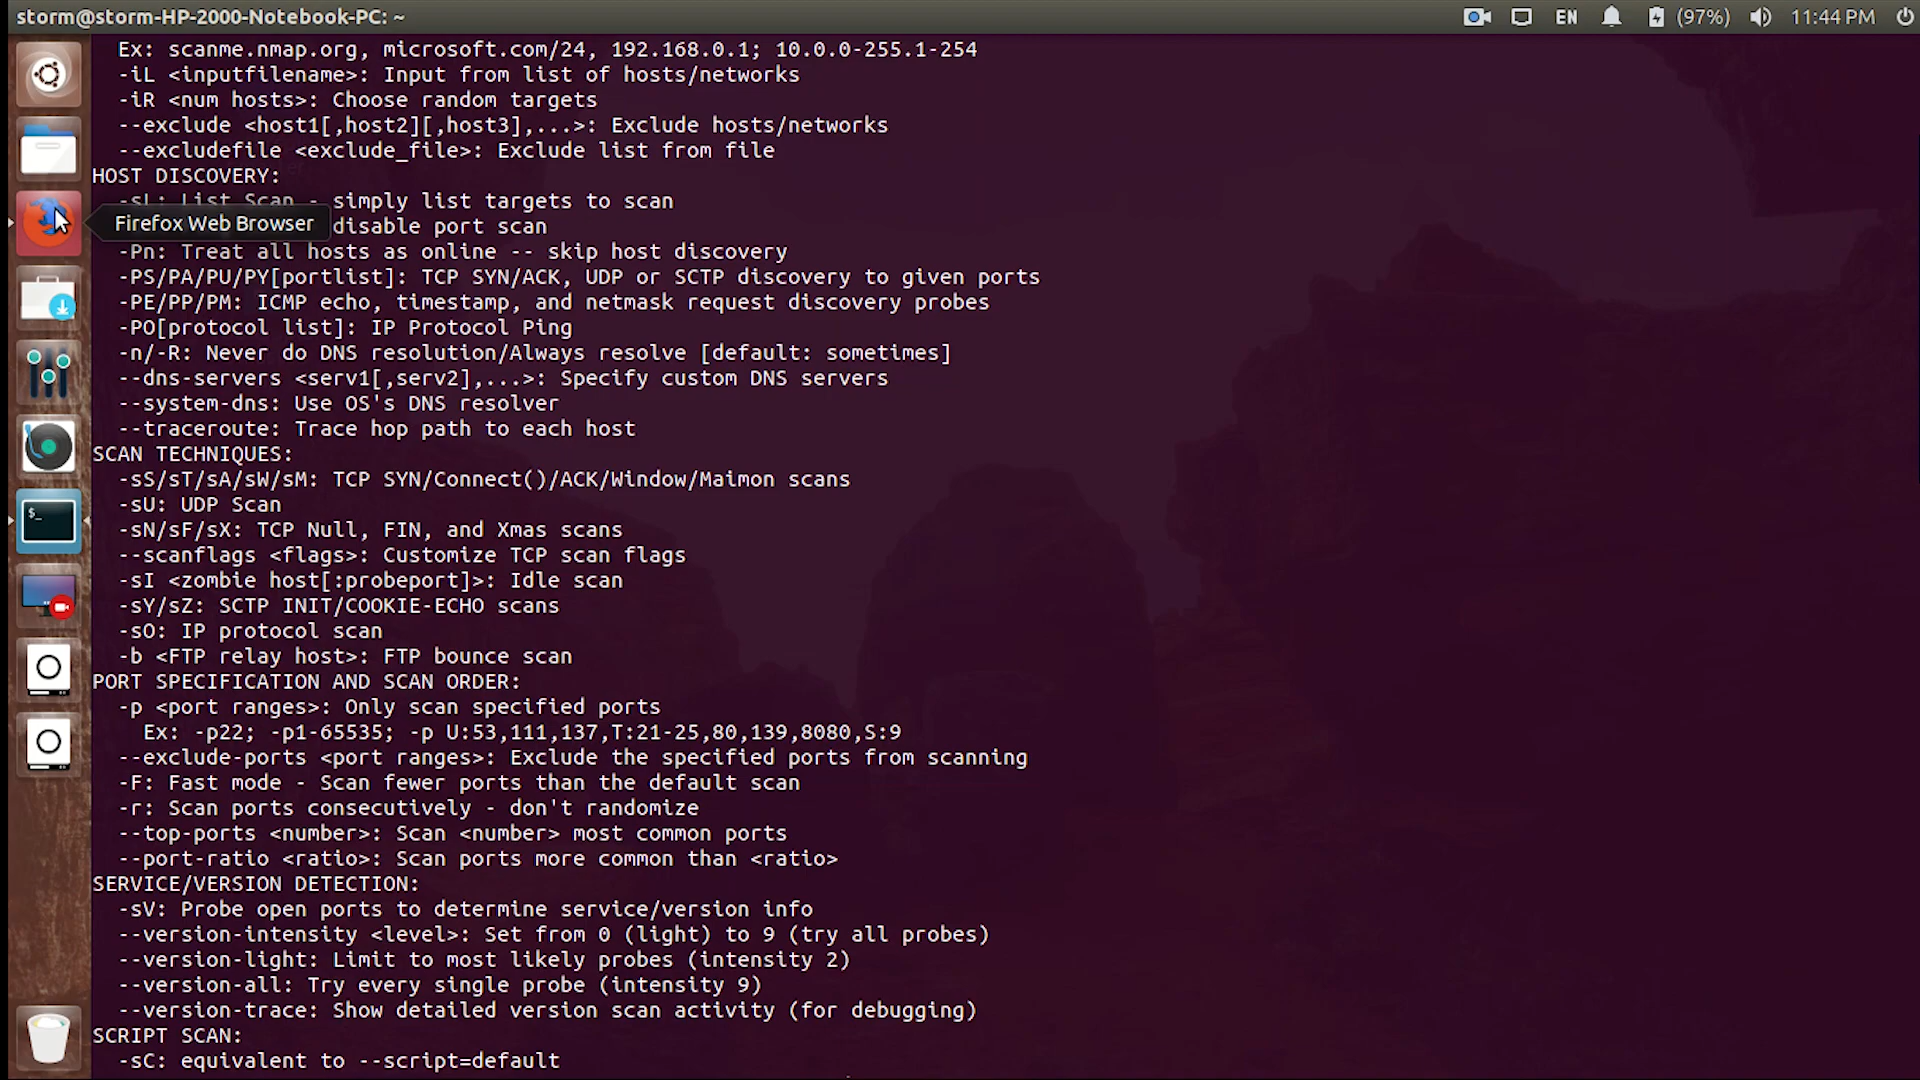 storm@storm-HP-2000-Notebook-PC: ~
EN (97%) 11:44 PM
Ex: scanme.nmap.org, microsoft.com/24, 192.168.0.1; 10.0.0-255.1-254
-iL <inputfilename>: Input from list of hosts/networks
-iR <num hosts>: Choose random targets
--exclude <host1[,host2][,host3],...>: Exclude hosts/networks
--excludefile <exclude_file>: Exclude list from file
HOST DISCOVERY:
-sL: List Scan - simply list targets to scan
Firefox Web Browser
disable port scan
-Pn: Treat all hosts as online -- skip host discovery
-PS/PA/PU/PY[portlist]: TCP SYN/ACK, UDP or SCTP discovery to given ports
-PE/PP/PM: ICMP echo, timestamp, and netmask request discovery probes
-PO[protocol list]: IP Protocol Ping
-n/-R: Never do DNS resolution/Always resolve [default: sometimes]
--dns-servers <serv1[,serv2],...>: Specify custom DNS servers
--system-dns: Use OS's DNS resolver
--traceroute: Trace hop path to each host
SCAN TECHNIQUES:
-sS/sT/sA/sW/sM: TCP SYN/Connect()/ACK/Window/Maimon scans
-sU: UDP Scan
-sN/sF/sX: TCP Null, FIN, and Xmas scans
--scanflags <flags>: Customize TCP scan flags
-sI <zombie host[:probeport]>: Idle scan
-sY/sZ: SCTP INIT/COOKIE-ECHO scans
-sO: IP protocol scan
-b <FTP relay host>: FTP bounce scan
PORT SPECIFICATION AND SCAN ORDER:
-p <port ranges>: Only scan specified ports
Ex: -p22; -p1-65535; -p U:53,111,137,T:21-25,80,139,8080,S:9
--exclude-ports <port ranges>: Exclude the specified ports from scanning
-F: Fast mode - Scan fewer ports than the default scan
-r: Scan ports consecutively - don't randomize
--top-ports <number>: Scan <number> most common ports
--port-ratio <ratio>: Scan ports more common than <ratio>
SERVICE/VERSION DETECTION:
-sV: Probe open ports to determine service/version info
--version-intensity <level>: Set from 0 (light) to 9 (try all probes)
--version-light: Limit to most likely probes (intensity 2)
--version-all: Try every single probe (intensity 9)
--version-trace: Show detailed version scan activity (for debugging)
SCRIPT SCAN:
-sC: equivalent to --script=default